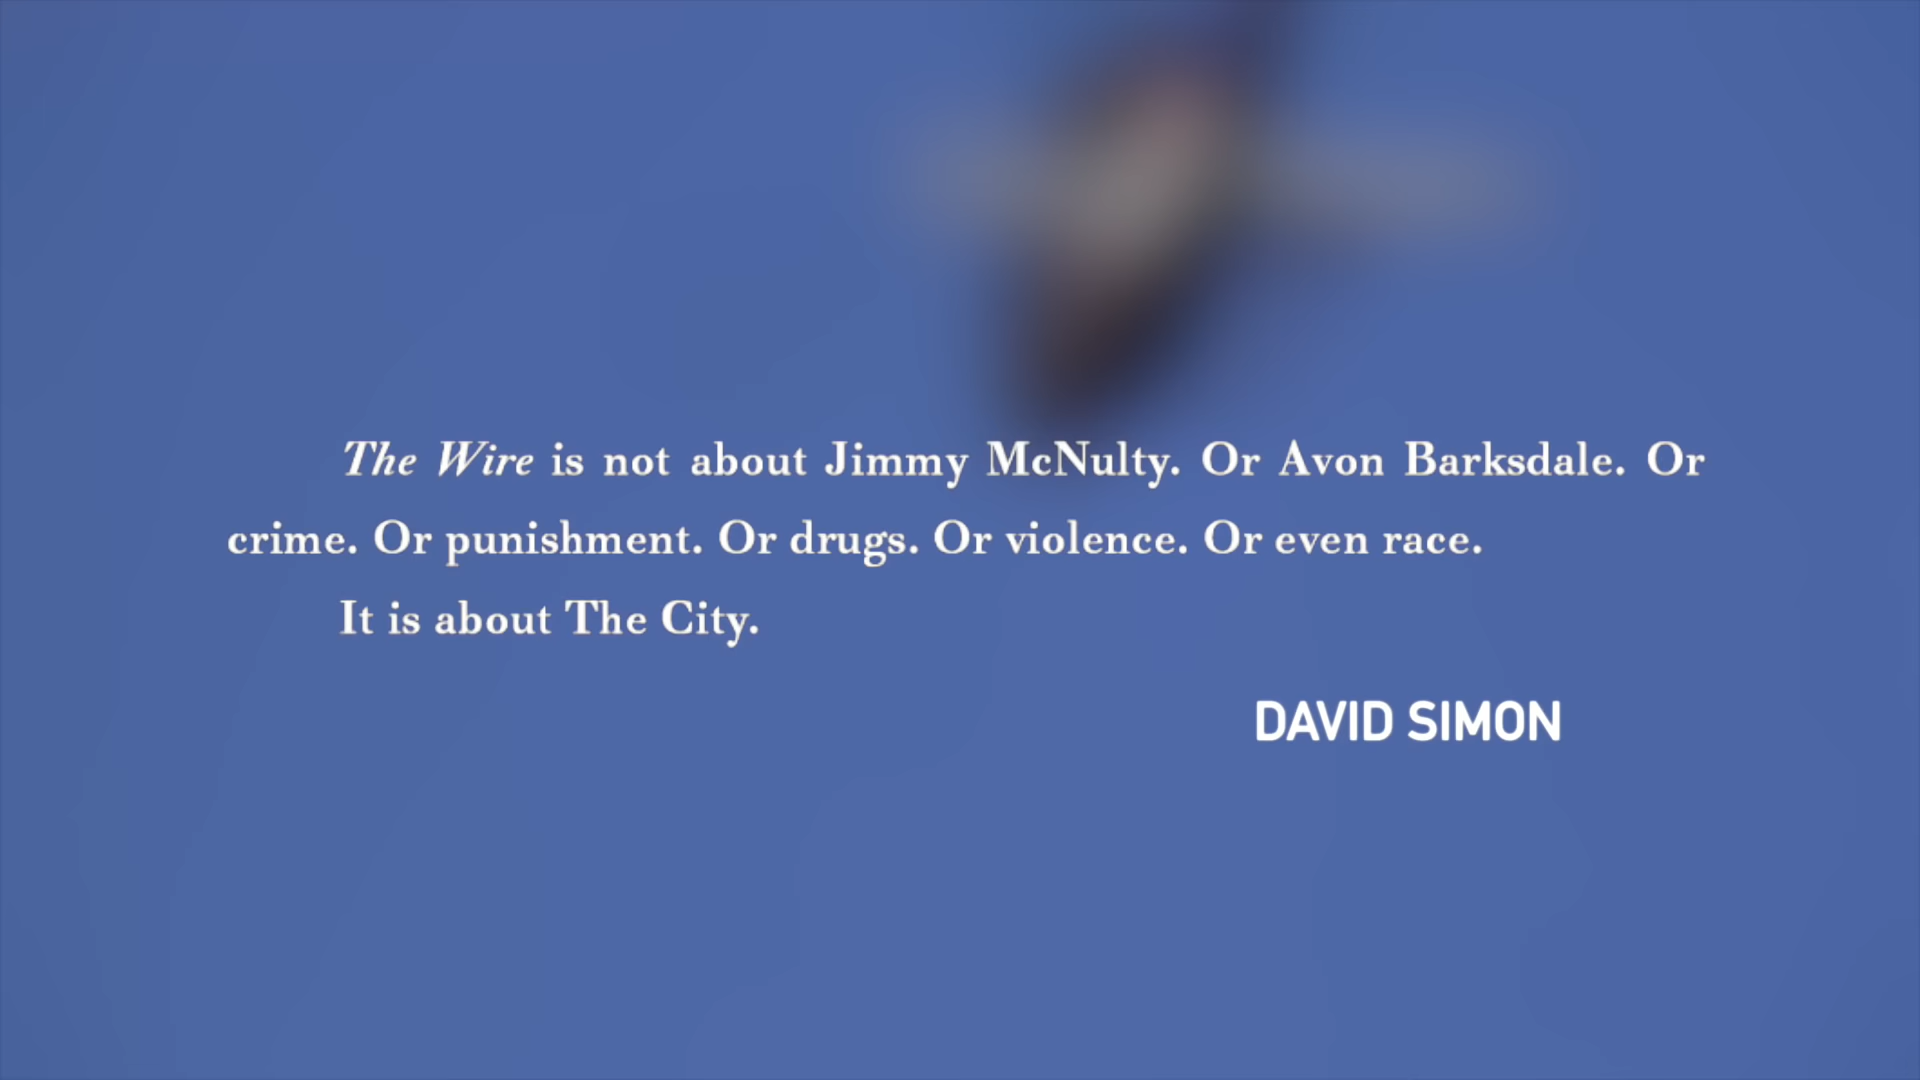 The Wire is not about Jimmy McNulty. Or Avon Barksdale. Or
crime. Or punishment. Or drugs. Or violence. Or even race.
It is about The City.
DAVID SIMON